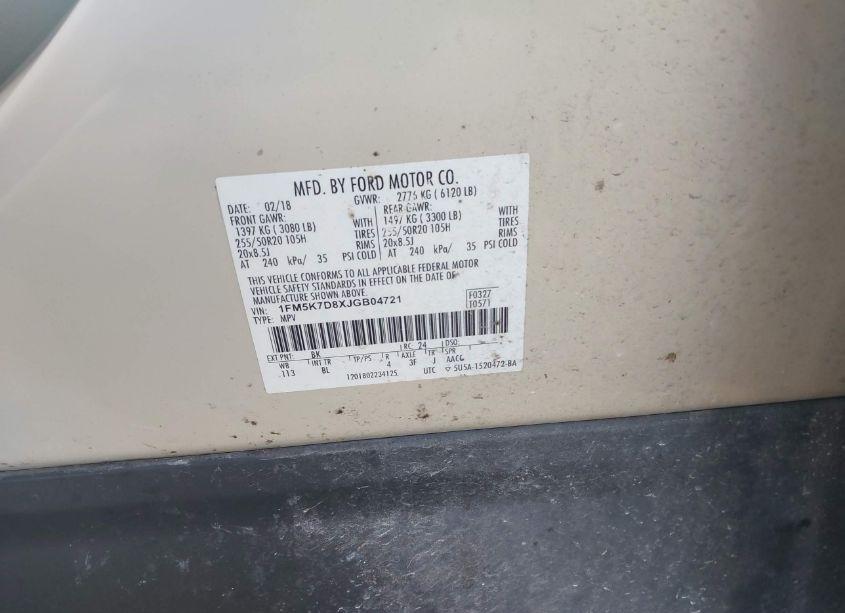 MFD. BY FORD MOTOR CO.
DATE: 02/18 GVWR: 2776 KG ( 6120 LB)
FRONT GAWR: REAR GAWR:
1397 KG ( 3080 LB) WITH 1497 KG ( 3300 LB) WITH
255/50R20 105H TIRES 255/50R20 105H TIRES
20x8.5J RIMS 20x8.5J RIMS
AT 240 kPa/ 35 PSI COLD AT 240 kPa/ 35 PSI COLD
THIS VEHICLE CONFORMS TO ALL APPLICABLE FEDERAL MOTOR
VEHICLE SAFETY STANDARDS IN EFFECT ON THE DATE OF
MANUFACTURE SHOWN ABOVE.
VIN: 1FM5K7D8XJGB04721 F0327
TYPE: MPV T0571
EXT PNT: BK RC: 24 DSO:
WB INT TR TP/PS R AXLE TR SPR
113 BL 4 3F J AAC6
1201802234125 UTC ▽ 5U5A-1520472-BA